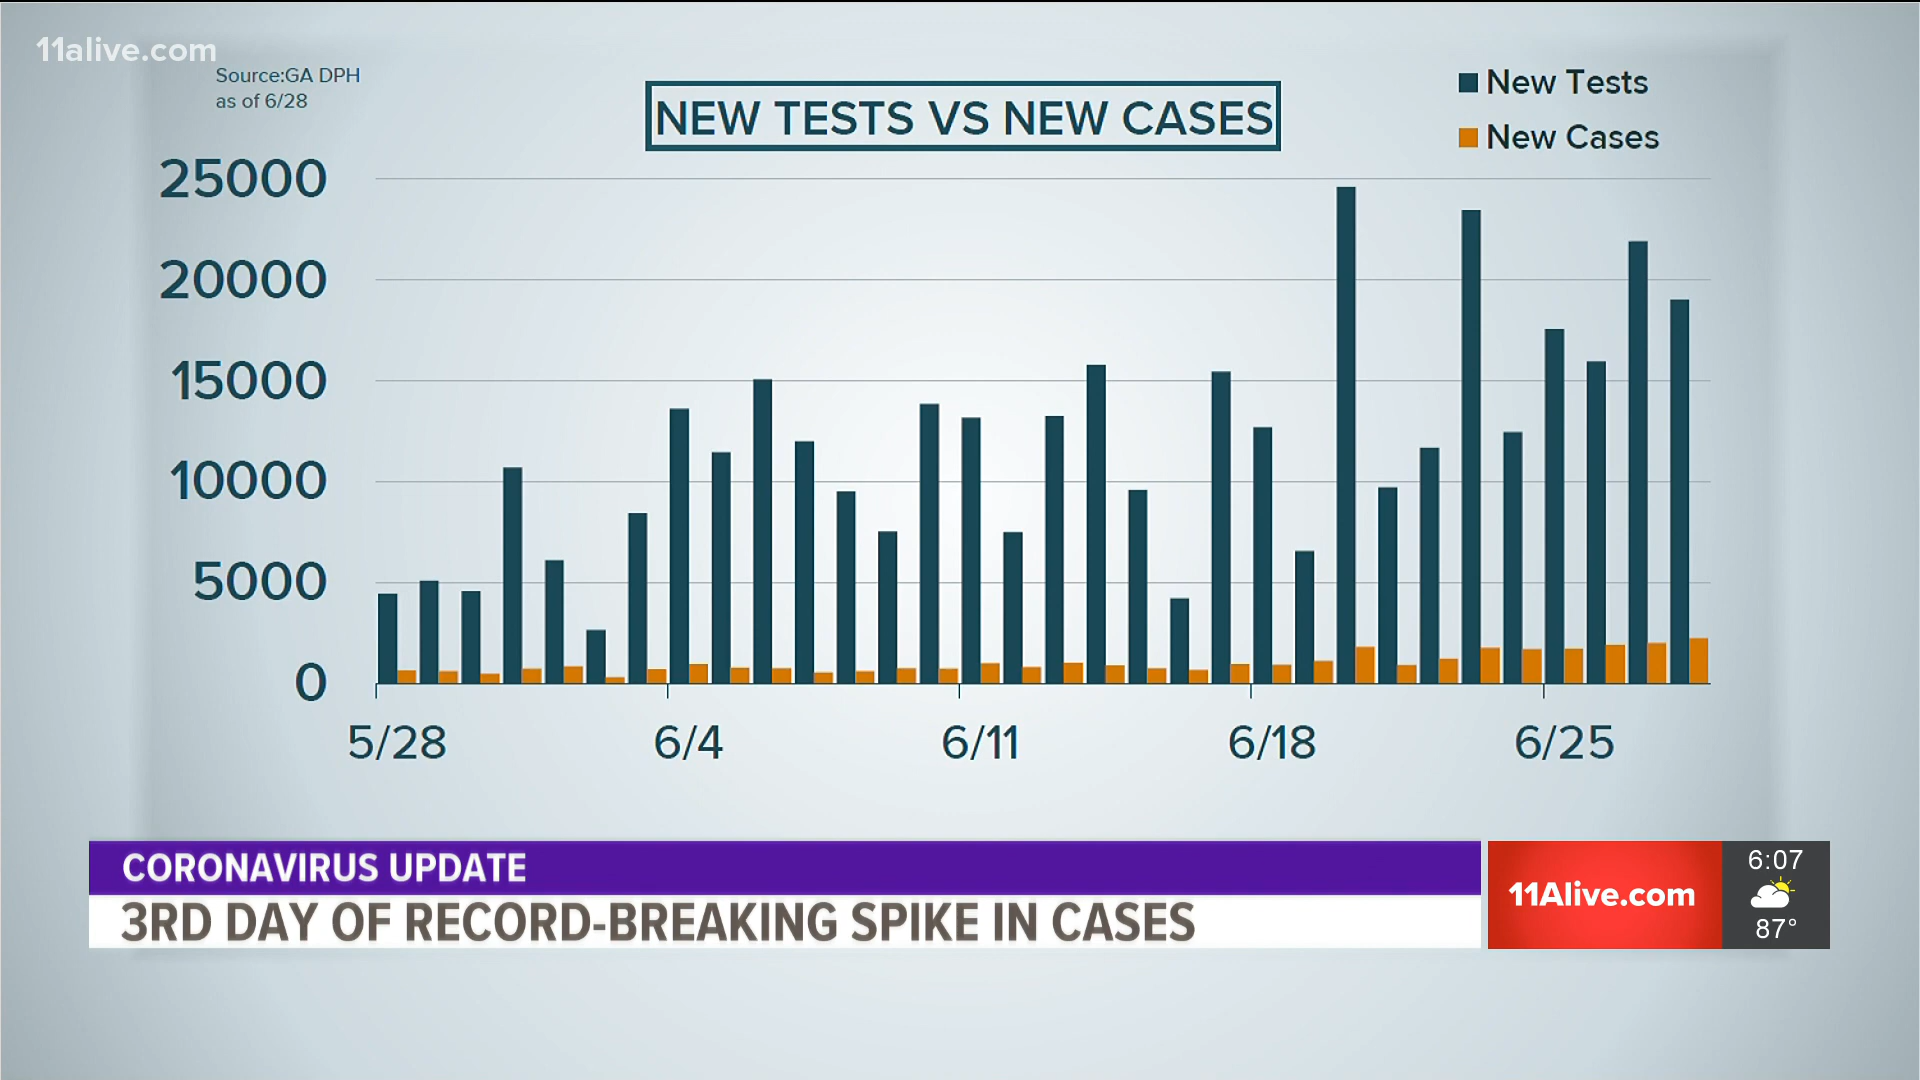 11alive.com
Source:GA DPH
as of 6/28
NEW TESTS VS NEW CASES
New Tests
New Cases
25000
20000
15000
10000
5000
0
5/28 6/4 6/11 6/18 6/25
CORONAVIRUS UPDATE
3RD DAY OF RECORD-BREAKING SPIKE IN CASES
11Alive.com
6:07
87°